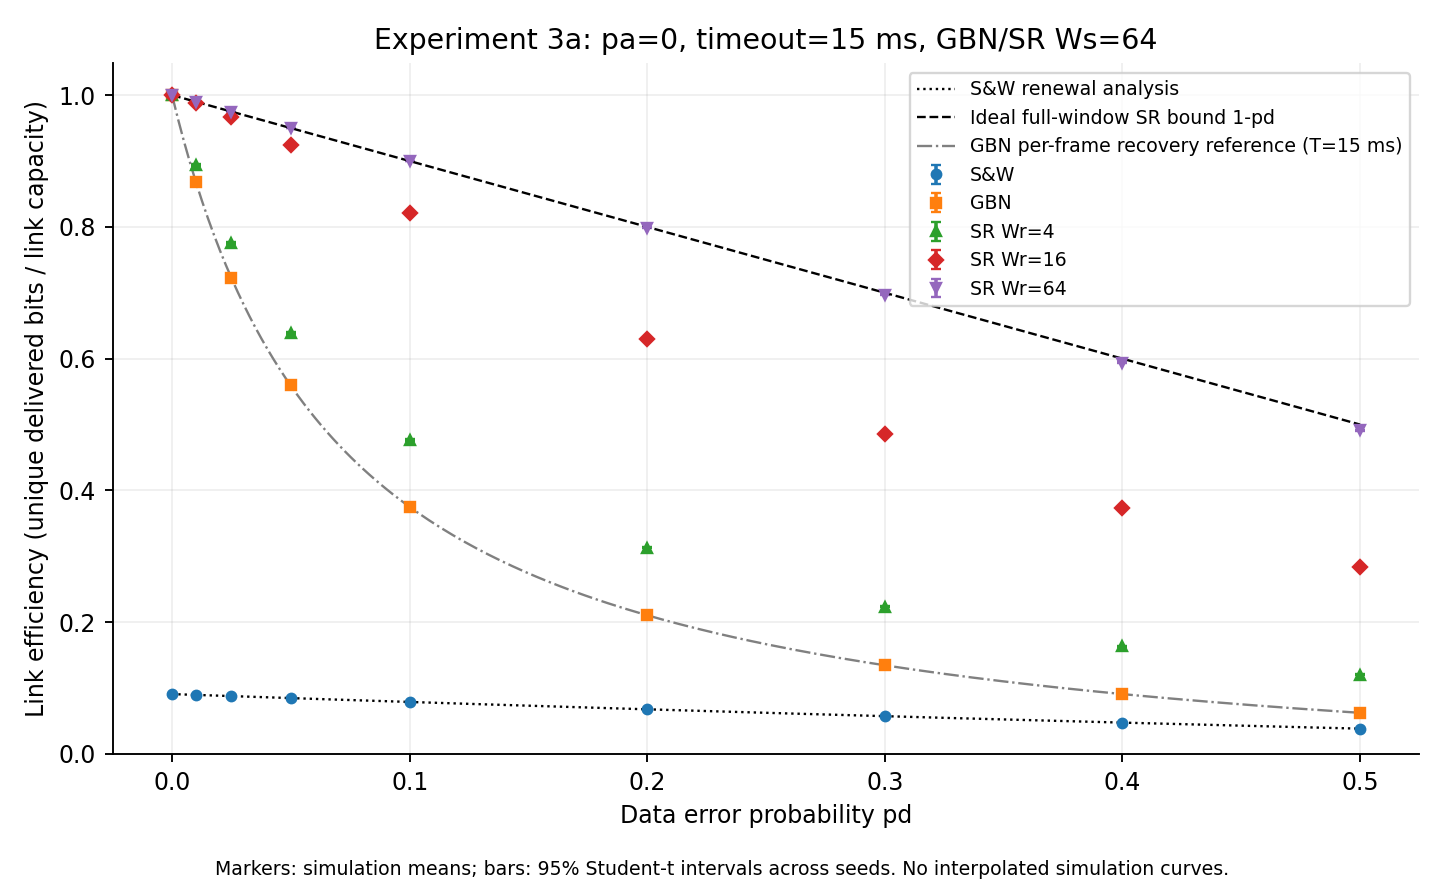 Experiment 3a: pa=0, timeout=15 ms, GBN/SR Ws=64
S&W renewal analysis
Ideal full-window SR bound 1-pd
GBN per-frame recovery reference (T=15 ms)
S&W
GBN
SR Wr=4
SR Wr=16
SR Wr=64
Link efficiency (unique delivered bits / link capacity)
1.0
0.8
0.6
0.4
0.2
0.0
0.0 0.1 0.2 0.3 0.4 0.5
Data error probability pd
Markers: simulation means; bars: 95% Student-t intervals across seeds. No interpolated simulation curves.